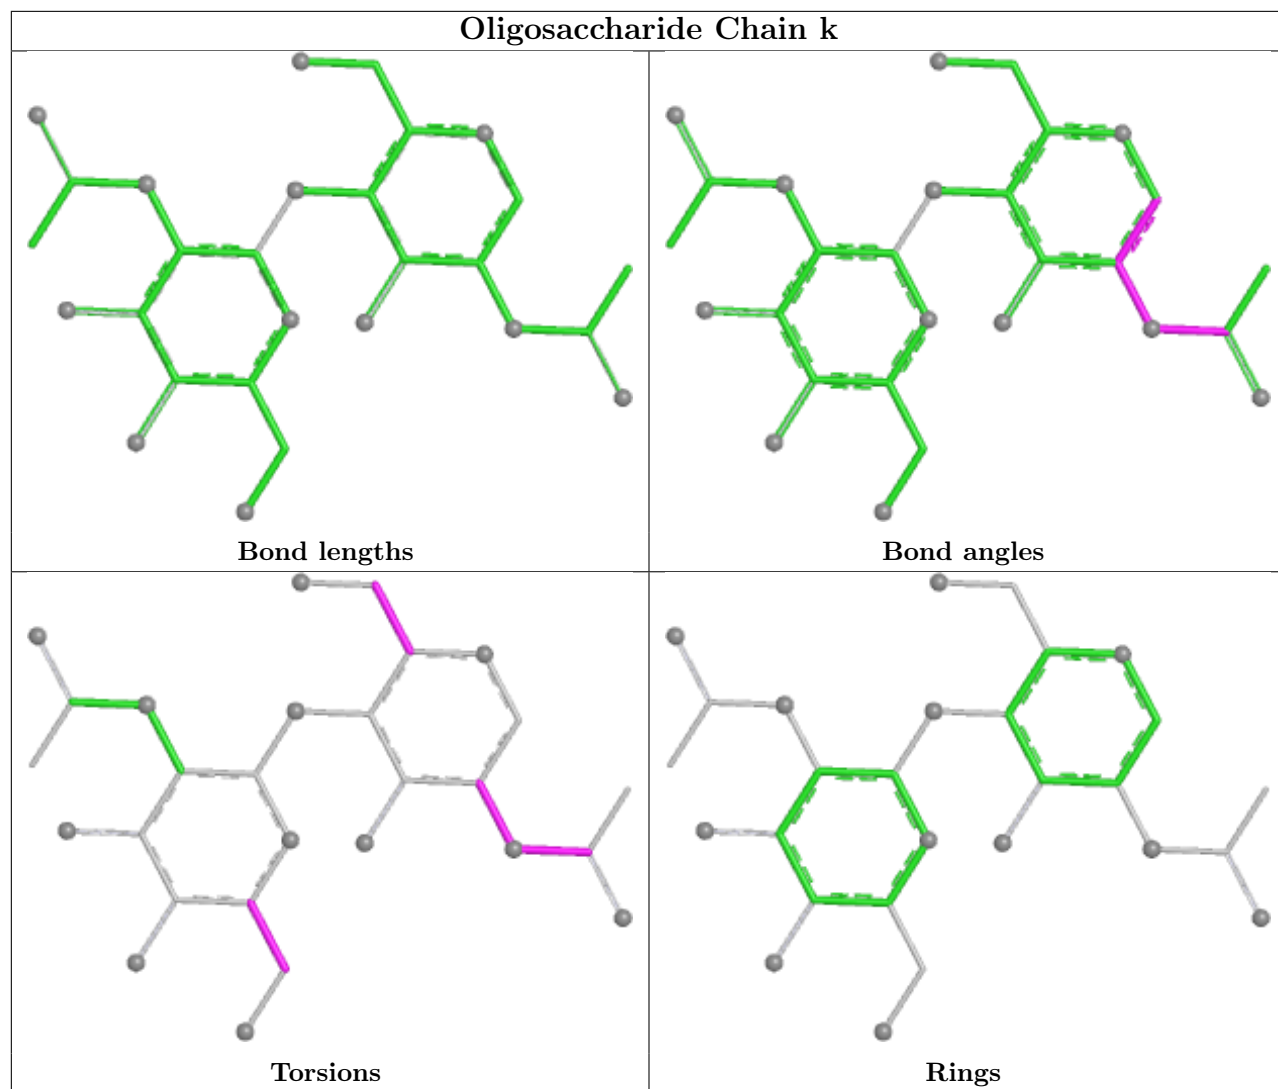 Oligosaccharide Chain k
Bond lengths
Bond angles
Torsions
Rings